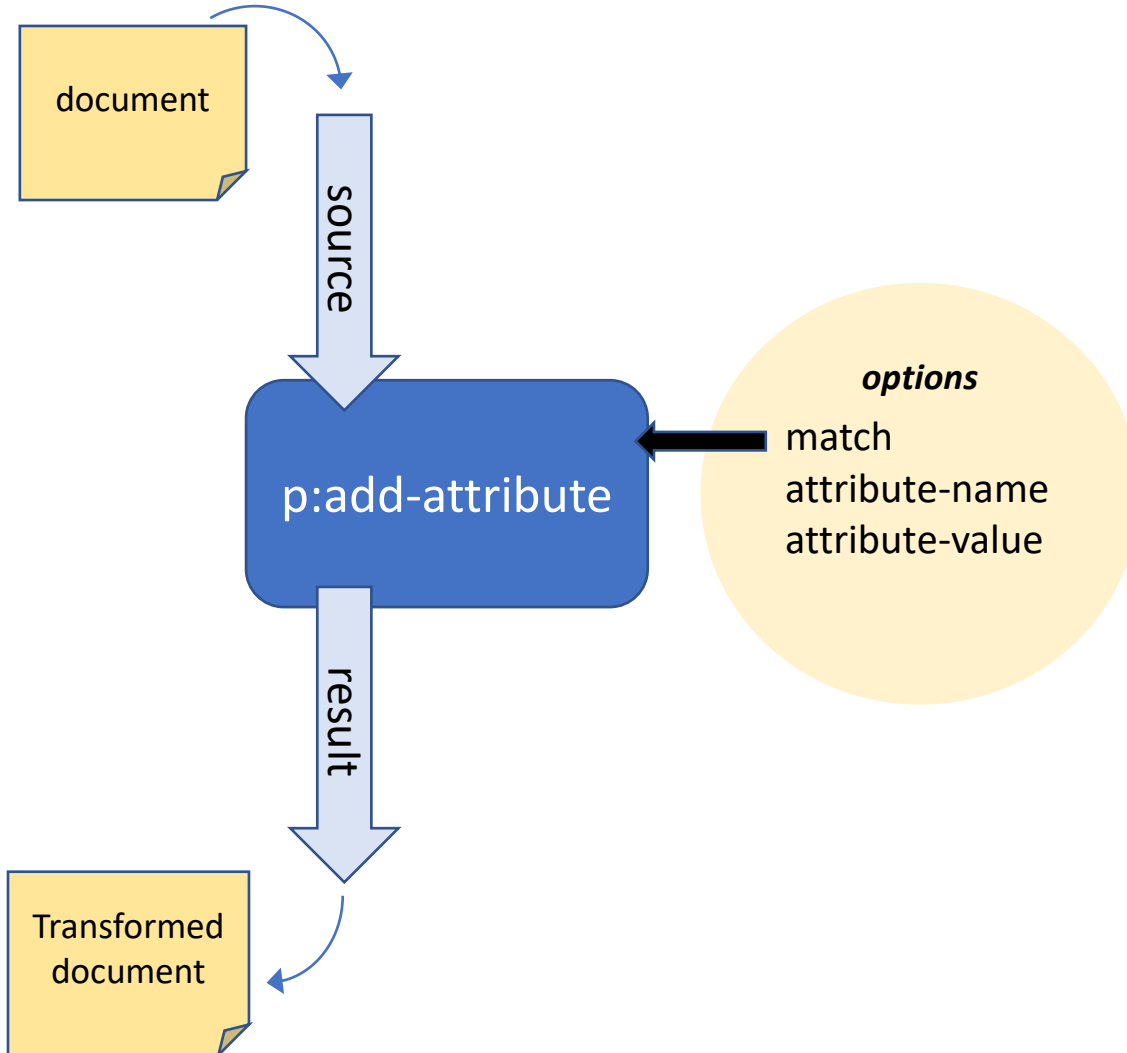 document
source
options
match
attribute-name
attribute-value
p:add-attribute
result
Transformed
document